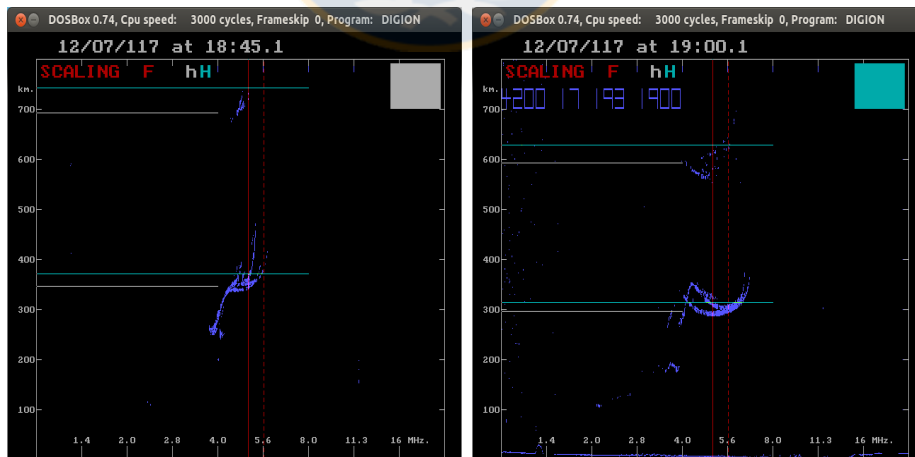 DOSBox 0.74, Cpu speed: 3000 cycles, Frameskip 0, Program: DIGION
12/07/117 at 18:45.1
SCALING F hH
km.
700
600
500
400
300
200
100
1.4 2.0 2.8 4.0 5.6 8.0 11.3 16 MHz.
DOSBox 0.74, Cpu speed: 3000 cycles, Frameskip 0, Program: DIGION
12/07/117 at 19:00.1
SCALING F hH
km.
4200 17 193 1900
700
600
500
400
300
200
100
1.4 2.0 2.8 4.0 5.6 8.0 11.3 16 MHz.